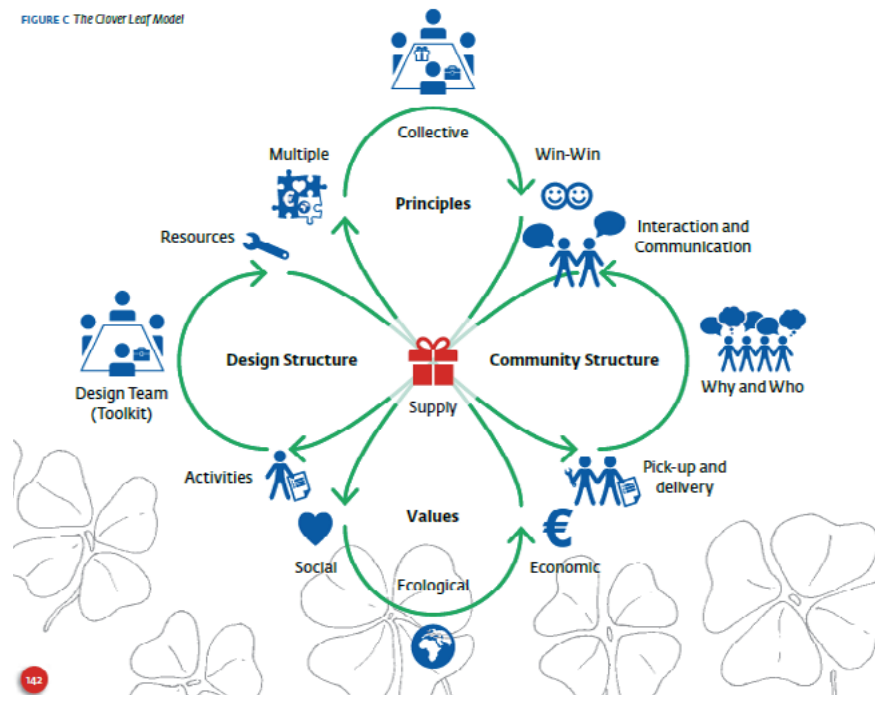 FIGURE C The Clover Leaf Model
Collective
Multiple
Win-Win
Principles
Resources
Interaction and
Communication
Design Structure
Community Structure
Design Team
(Toolkit)
Supply
Why and Who
Activities
Pick-up and
delivery
Values
Social
Ecological
Economic
€
142